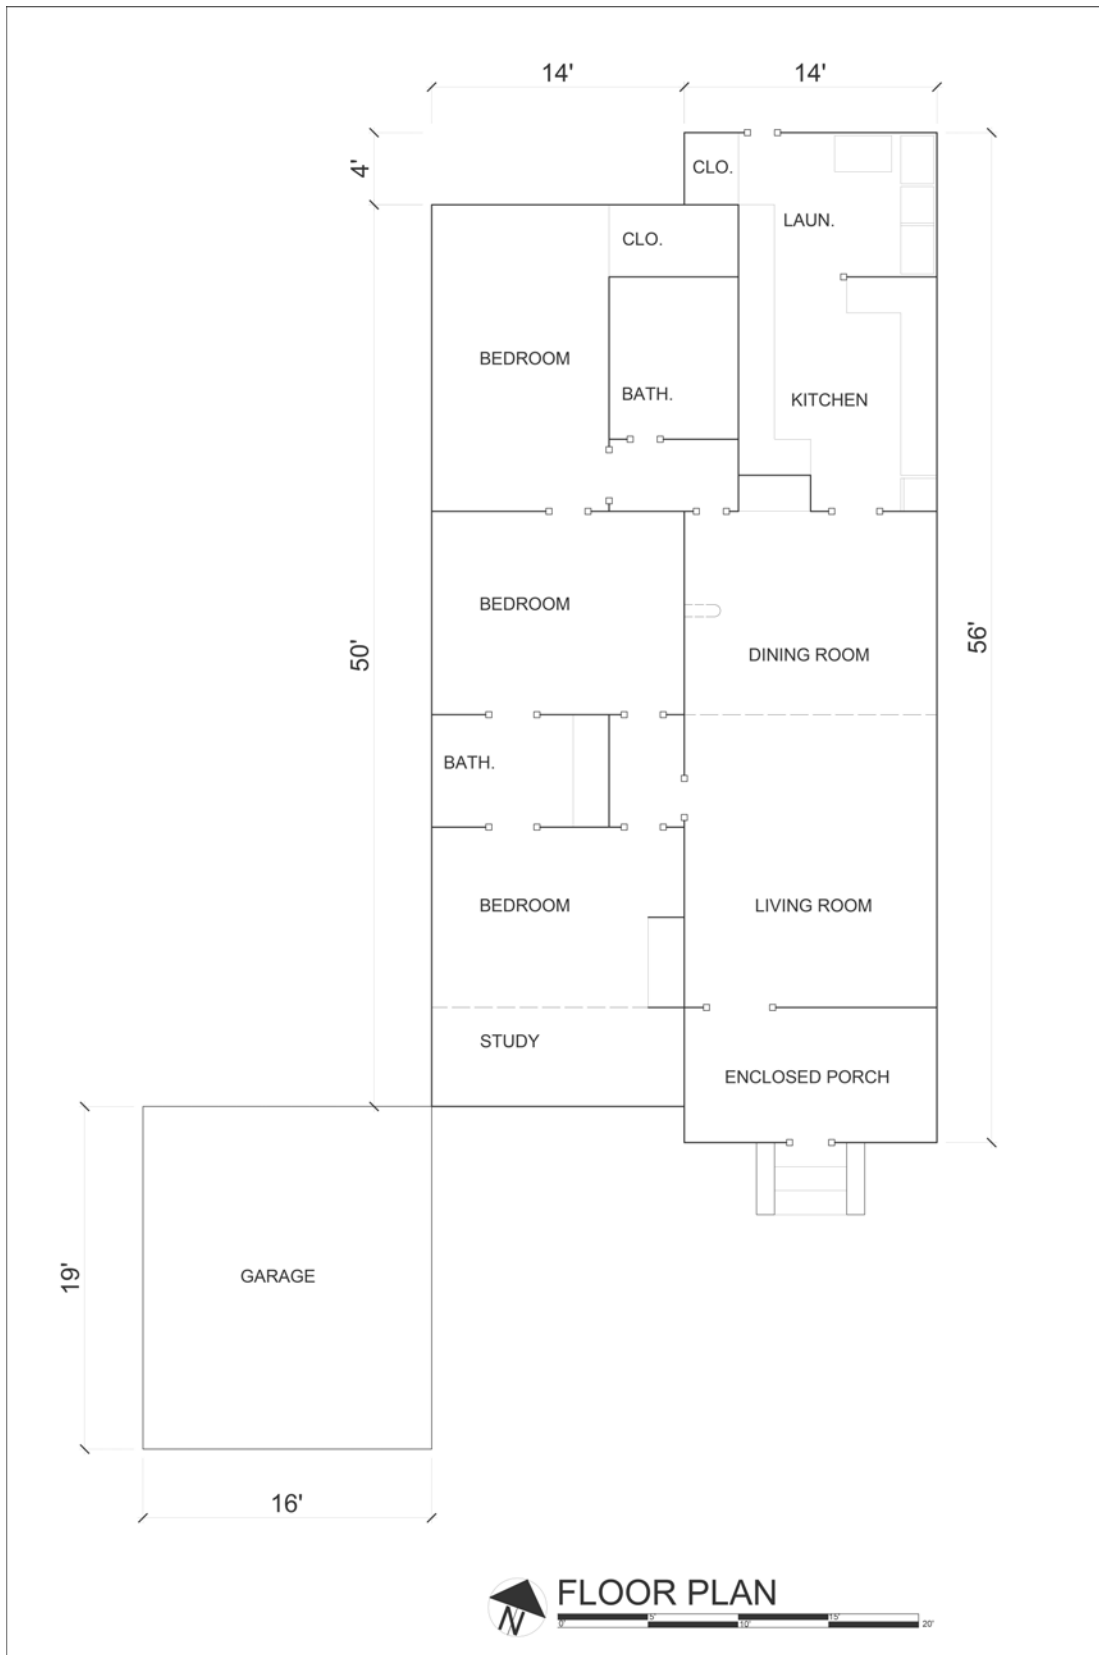 14'
14'
4'
CLO.
LAUN.
CLO.
BEDROOM
BATH.
KITCHEN
BEDROOM
50'
DINING ROOM
56'
BATH.
BEDROOM
LIVING ROOM
STUDY
ENCLOSED PORCH
19'
GARAGE
16'
N
FLOOR PLAN
0'
5'
10'
15'
20'